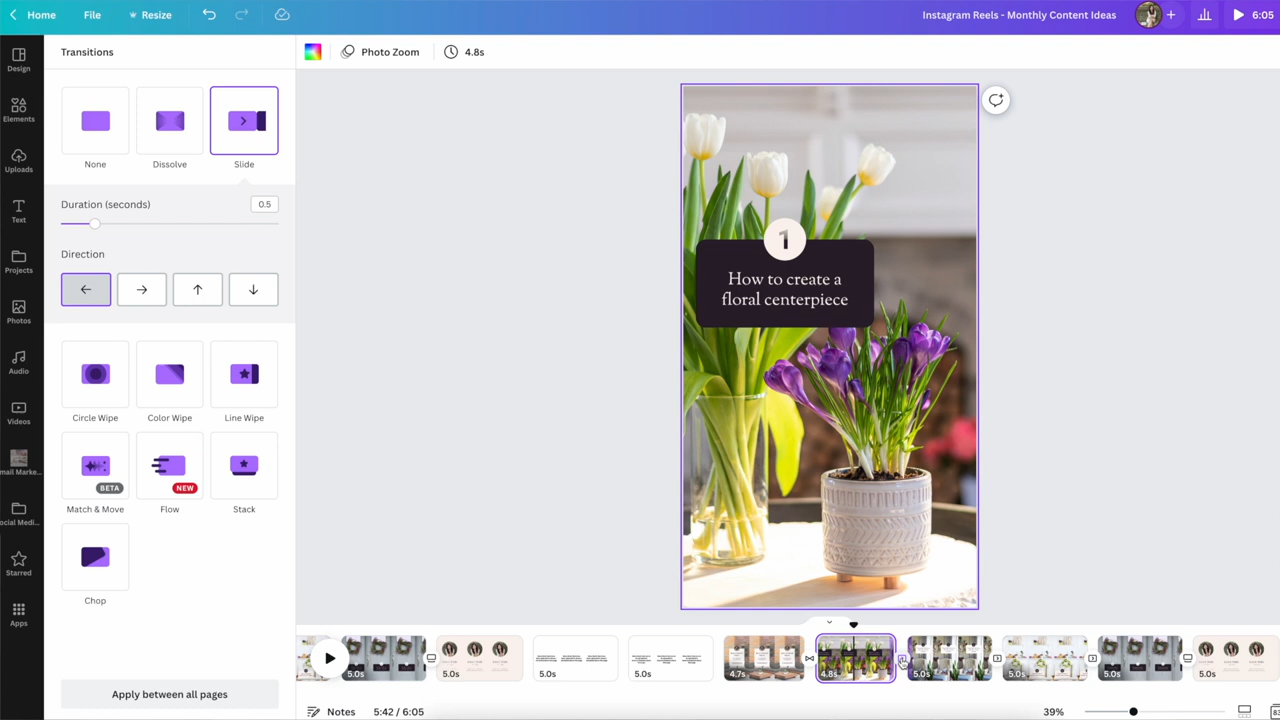 Home
File
Resize
Instagram Reels - Monthly Content Ideas
6:05
Design
Elements
Uploads
Text
Projects
Photos
Audio
Videos
mail Marke...
ocial Medi...
Starred
Apps
Transitions
None
Dissolve
Slide
Duration (seconds)
0.5
Direction
Circle Wipe
Color Wipe
Line Wipe
BETA
NEW
Match & Move
Flow
Stack
Chop
Apply between all pages
Photo Zoom
4.8s
1
How to create a
floral centerpiece
5.0s
5.0s
5.0s
5.0s
4.7s
4.8s
5.0s
5.0s
5.0s
5.0s
Notes
5:42 / 6:05
39%